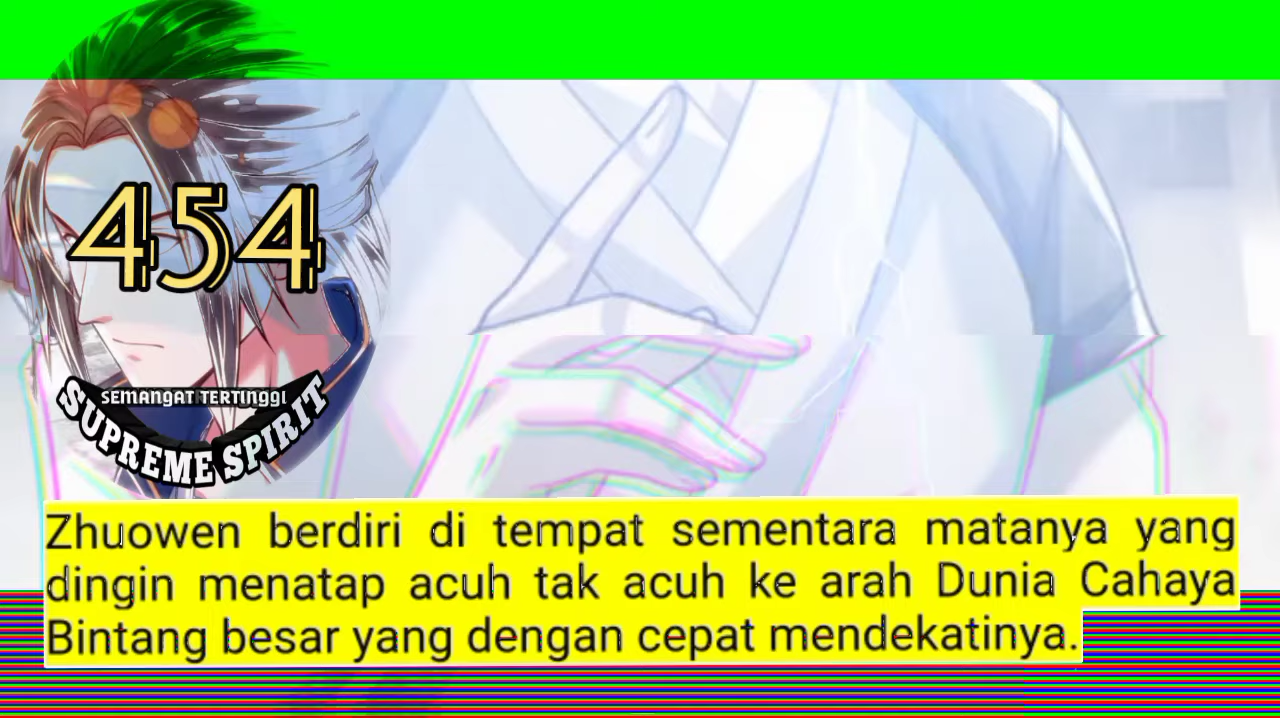 454
SEMANGAT TERTINGGI
SUPREME SPIRIT
Zhuowen berdiri di tempat sementara matanya yang
dingin menatap acuh tak acuh ke arah Dunia Cahaya
Bintang besar yang dengan cepat mendekatinya.